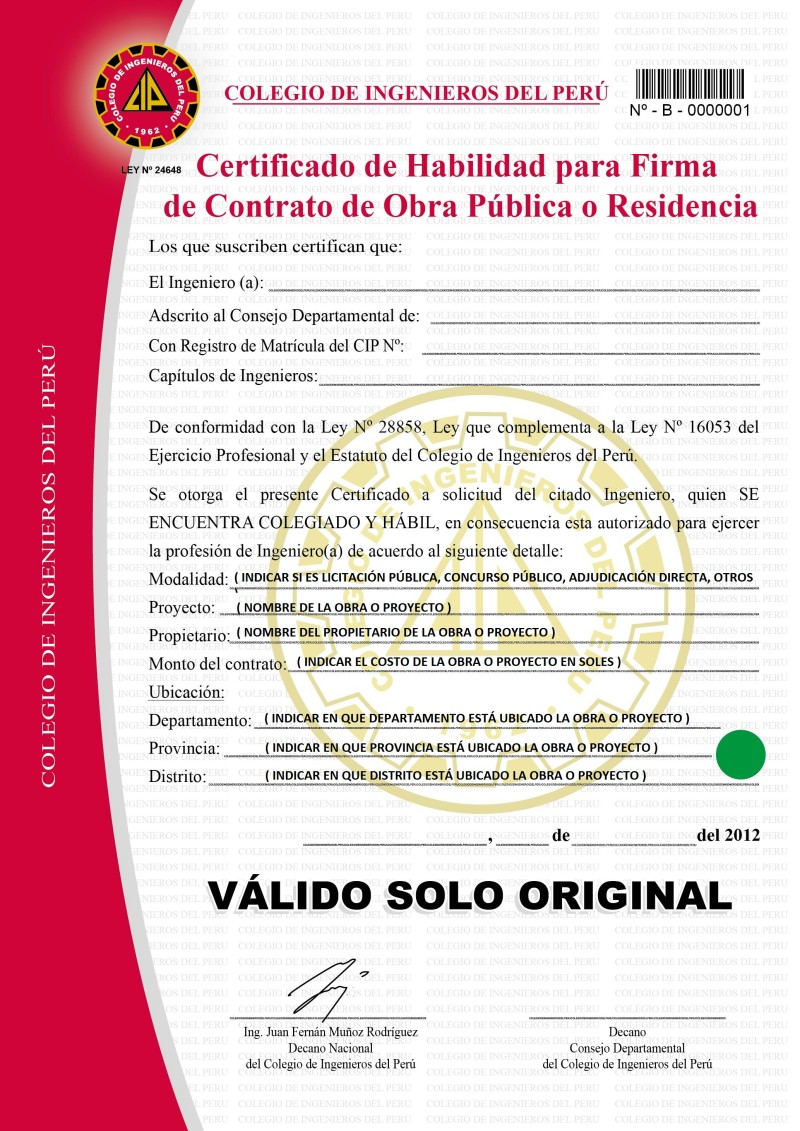 COLEGIO DE INGENIEROS DEL PERÚ
COLEGIO DE INGENIEROS DEL PERU
CIP
1962
LEY Nº 24648
COLEGIO DE INGENIEROS DEL PERÚ
Nº - B - 0000001
Certificado de Habilidad para Firma
de Contrato de Obra Pública o Residencia
Los que suscriben certifican que:
El Ingeniero (a):
Adscrito al Consejo Departamental de:
Con Registro de Matrícula del CIP Nº:
Capítulos de Ingenieros:
De conformidad con la Ley Nº 28858, Ley que complementa a la Ley Nº 16053 del
Ejercicio Profesional y el Estatuto del Colegio de Ingenieros del Perú.
Se otorga el presente Certificado a solicitud del citado Ingeniero, quien SE
ENCUENTRA COLEGIADO Y HÁBIL, en consecuencia esta autorizado para ejercer
la profesión de Ingeniero(a) de acuerdo al siguiente detalle:
Modalidad: ( INDICAR SI ES LICITACIÓN PÚBLICA, CONCURSO PÚBLICO, ADJUDICACIÓN DIRECTA, OTROS
Proyecto: ( NOMBRE DE LA OBRA O PROYECTO )
Propietario: ( NOMBRE DEL PROPIETARIO DE LA OBRA O PROYECTO )
Monto del contrato: ( INDICAR EL COSTO DE LA OBRA O PROYECTO EN SOLES )
Ubicación:
Departamento: ( INDICAR EN QUE DEPARTAMENTO ESTÁ UBICADO LA OBRA O PROYECTO )
Provincia: ( INDICAR EN QUE PROVINCIA ESTÁ UBICADO LA OBRA O PROYECTO )
Distrito: ( INDICAR EN QUE DISTRITO ESTÁ UBICADO LA OBRA O PROYECTO )
, de del 2012
VÁLIDO SOLO ORIGINAL
Ing. Juan Fernán Muñoz Rodríguez
Decano Nacional
del Colegio de Ingenieros del Perú
Decano
Consejo Departamental
del Colegio de Ingenieros del Perú